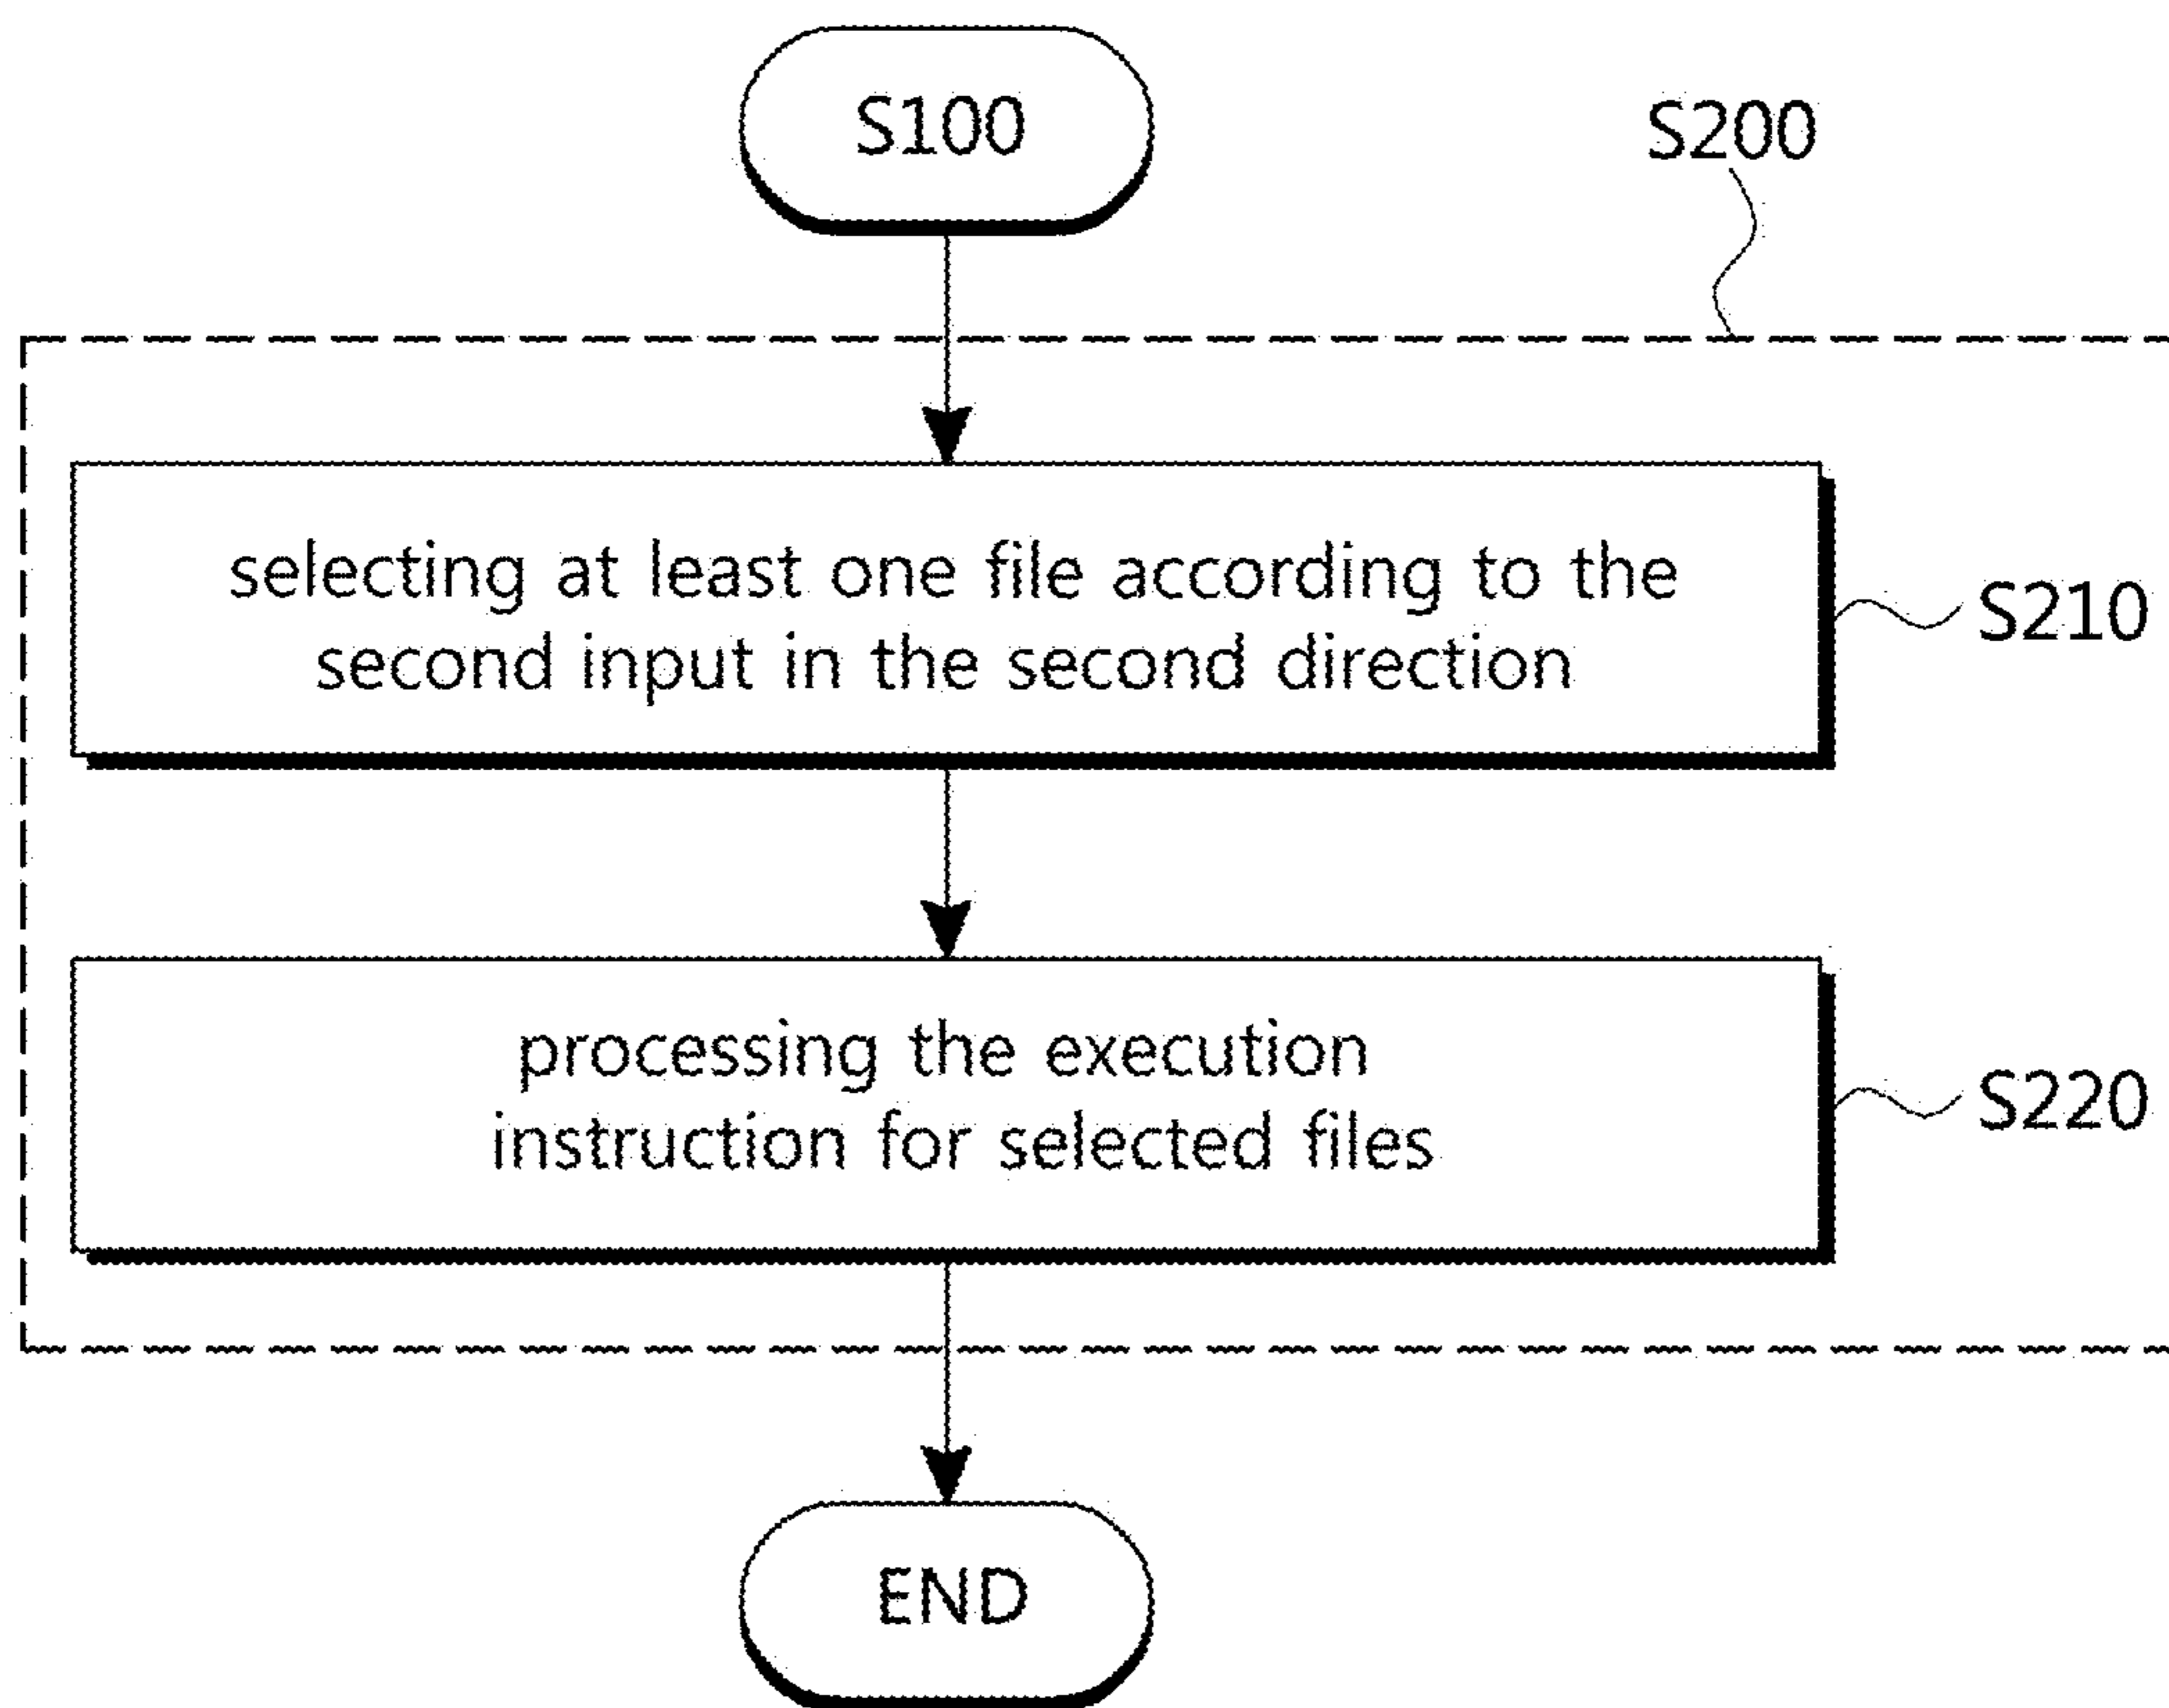 S100
S200
selecting at least one file according to the
second input in the second direction
S210
processing the execution
instruction for selected files
S220
END